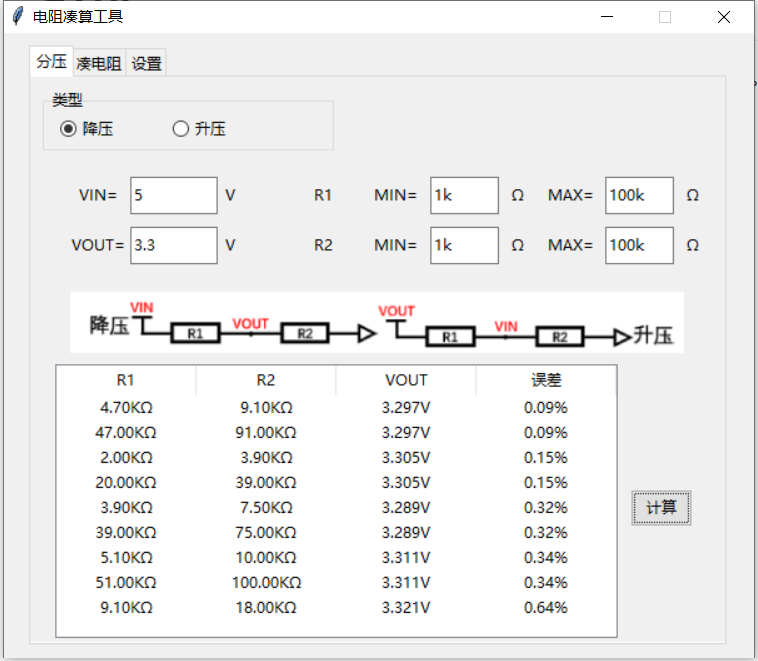 电阻凑算工具
分压 凑电阻 设置
类型
降压 升压
VIN= 5 V R1 MIN= 1k Ω MAX= 100k Ω
VOUT= 3.3 V R2 MIN= 1k Ω MAX= 100k Ω
降压 VIN R1 VOUT R2 VOUT R1 VIN R2 升压
R1 R2 VOUT 误差
4.70KΩ 9.10KΩ 3.297V 0.09%
47.00KΩ 91.00KΩ 3.297V 0.09%
2.00KΩ 3.90KΩ 3.305V 0.15%
20.00KΩ 39.00KΩ 3.305V 0.15%
3.90KΩ 7.50KΩ 3.289V 0.32%
39.00KΩ 75.00KΩ 3.289V 0.32%
5.10KΩ 10.00KΩ 3.311V 0.34%
51.00KΩ 100.00KΩ 3.311V 0.34%
9.10KΩ 18.00KΩ 3.321V 0.64%
计算